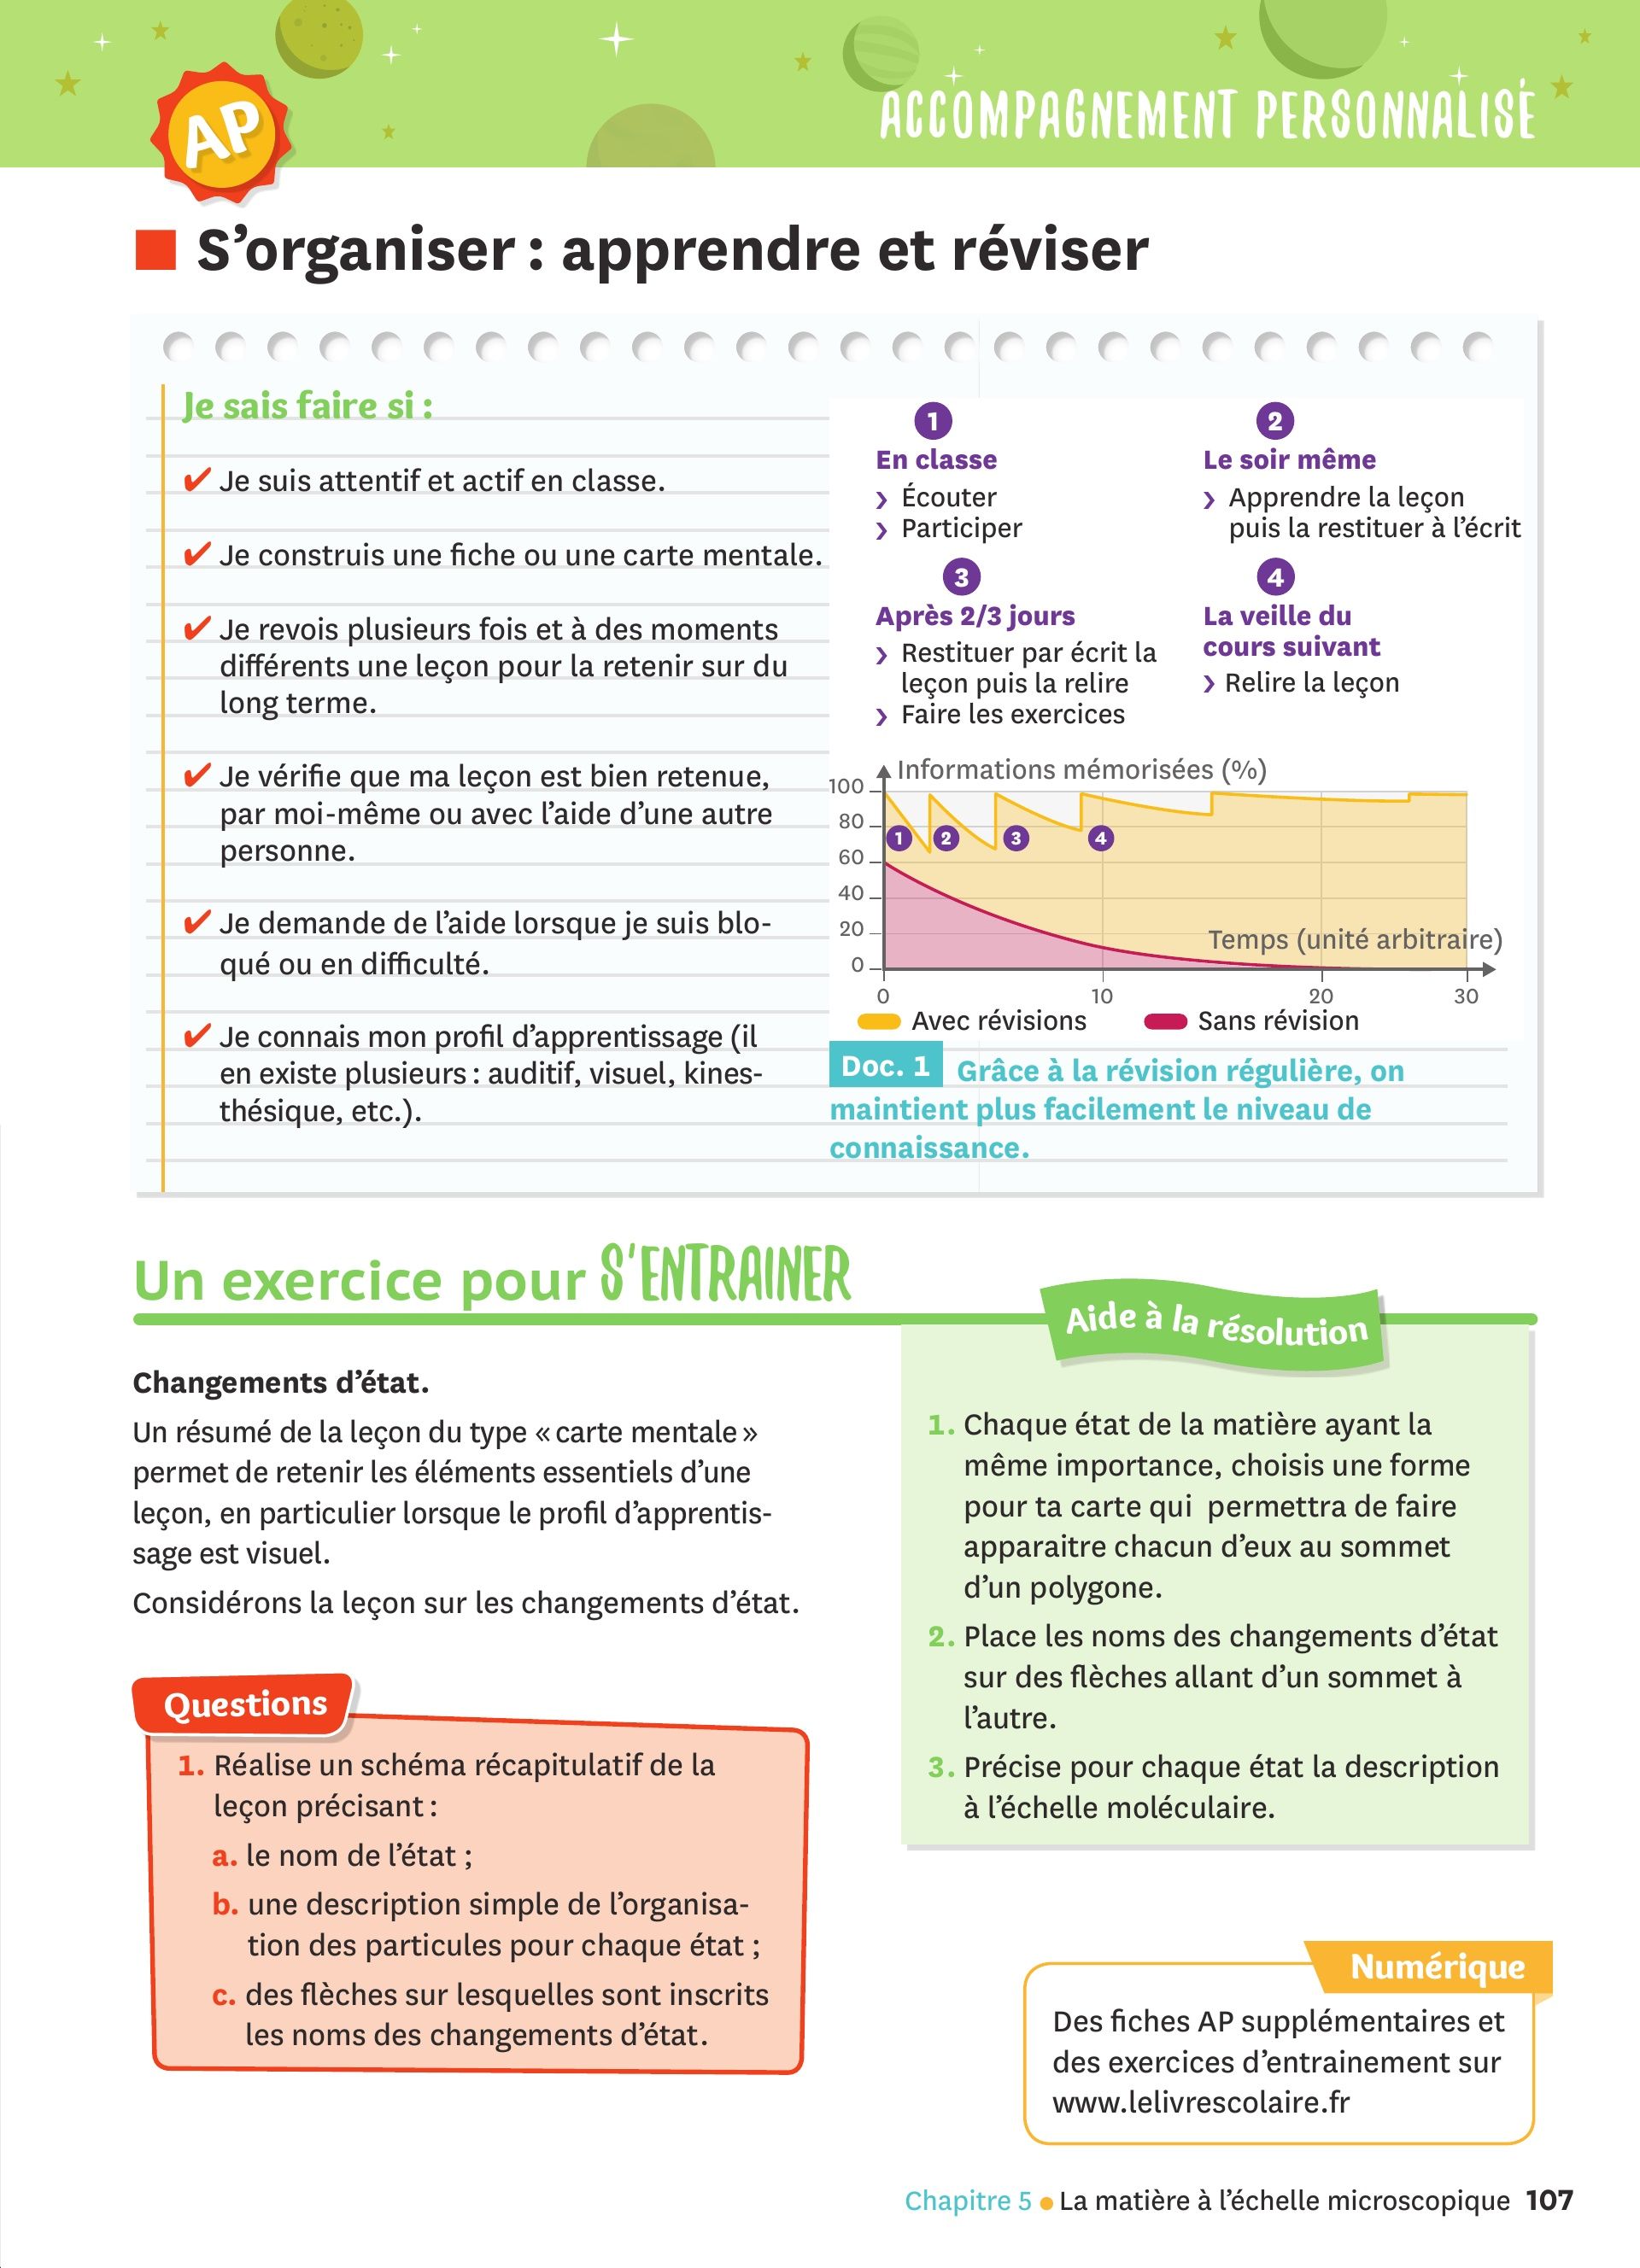 AP
ACCOMPAGNEMENT PERSONNALISÉ
S’organiser : apprendre et réviser
Je sais faire si :
✔ Je suis attentif et actif en classe.
✔ Je construis une fiche ou une carte mentale.
✔ Je revois plusieurs fois et à des moments
différents une leçon pour la retenir sur du
long terme.
✔ Je vérifie que ma leçon est bien retenue,
par moi-même ou avec l’aide d’une autre
personne.
✔ Je demande de l’aide lorsque je suis blo-
qué ou en difficulté.
✔ Je connais mon profil d’apprentissage (il
en existe plusieurs : auditif, visuel, kines-
thésique, etc.).
1
En classe
› Écouter
› Participer
2
Le soir même
› Apprendre la leçon
puis la restituer à l’écrit
3
Après 2/3 jours
› Restituer par écrit la
leçon puis la relire
› Faire les exercices
4
La veille du
cours suivant
› Relire la leçon
Informations mémorisées (%)
100
80
60
40
20
0
1 2 3 4
Temps (unité arbitraire)
0 10 20 30
Avec révisions Sans révision
Doc. 1 Grâce à la révision régulière, on
maintient plus facilement le niveau de
connaissance.
Un exercice pour S’ENTRAINER
Changements d’état.
Un résumé de la leçon du type « carte mentale »
permet de retenir les éléments essentiels d’une
leçon, en particulier lorsque le profil d’apprentis-
sage est visuel.
Considérons la leçon sur les changements d’état.
Questions
1. Réalise un schéma récapitulatif de la
leçon précisant :
a. le nom de l’état ;
b. une description simple de l’organisa-
tion des particules pour chaque état ;
c. des flèches sur lesquelles sont inscrits
les noms des changements d’état.
Aide à la résolution
1. Chaque état de la matière ayant la
même importance, choisis une forme
pour ta carte qui permettra de faire
apparaitre chacun d’eux au sommet
d’un polygone.
2. Place les noms des changements d’état
sur des flèches allant d’un sommet à
l’autre.
3. Précise pour chaque état la description
à l’échelle moléculaire.
Numérique
Des fiches AP supplémentaires et
des exercices d’entrainement sur
www.lelivrescolaire.fr
Chapitre 5 • La matière à l’échelle microscopique 107